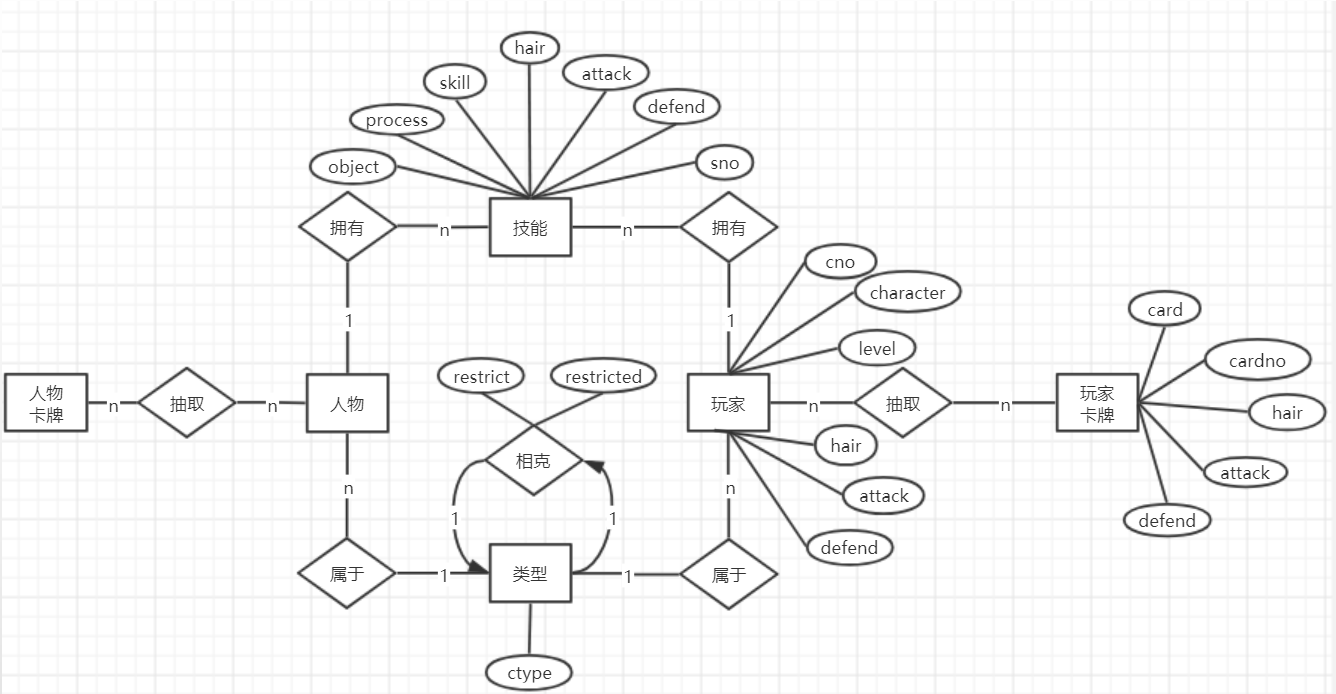 hair
skill
attack
process
defend
object
sno
拥有
n
技能
n
拥有
cno
character
card
1
1
level
cardno
restrict
restricted
人物
卡牌
n
抽取
n
人物
玩家
n
抽取
n
玩家
卡牌
hair
hair
相克
attack
attack
n
n
1
1
defend
defend
属于
1
类型
1
属于
ctype